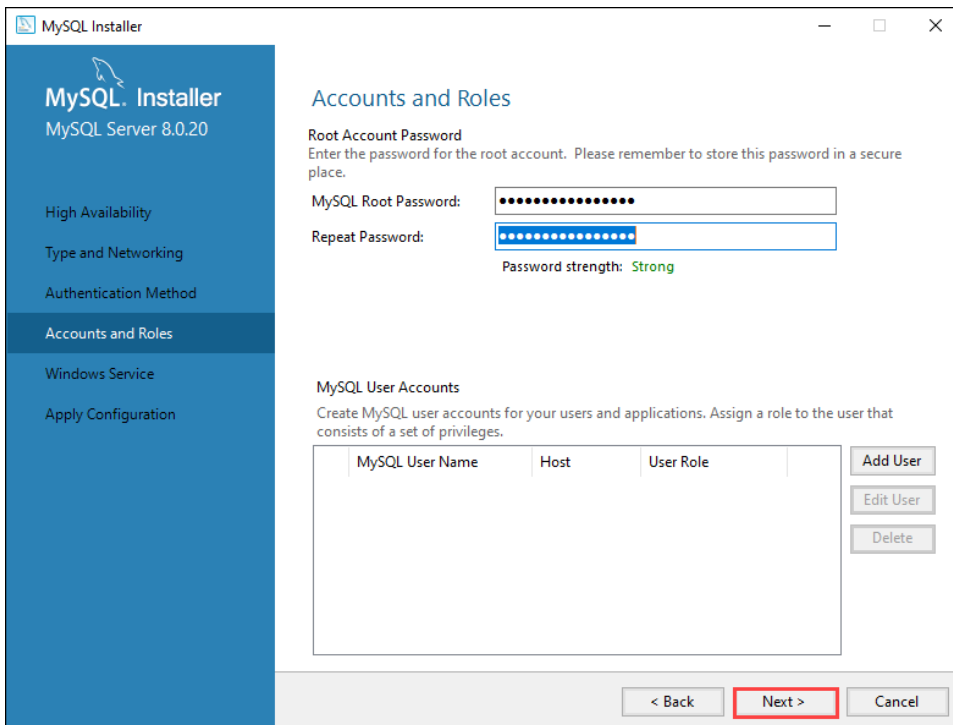 MySQL Installer
MySQL. Installer
MySQL Server 8.0.20
High Availability
Type and Networking
Authentication Method
Accounts and Roles
Windows Service
Apply Configuration
Accounts and Roles
Root Account Password
Enter the password for the root account. Please remember to store this password in a secure
place.
MySQL Root Password: ●●●●●●●●●●●●●●●●
Repeat Password: ●●●●●●●●●●●●●●●●
Password strength: Strong
MySQL User Accounts
Create MySQL user accounts for your users and applications. Assign a role to the user that
consists of a set of privileges.
MySQL User Name Host User Role
Add User
Edit User
Delete
< Back Next > Cancel